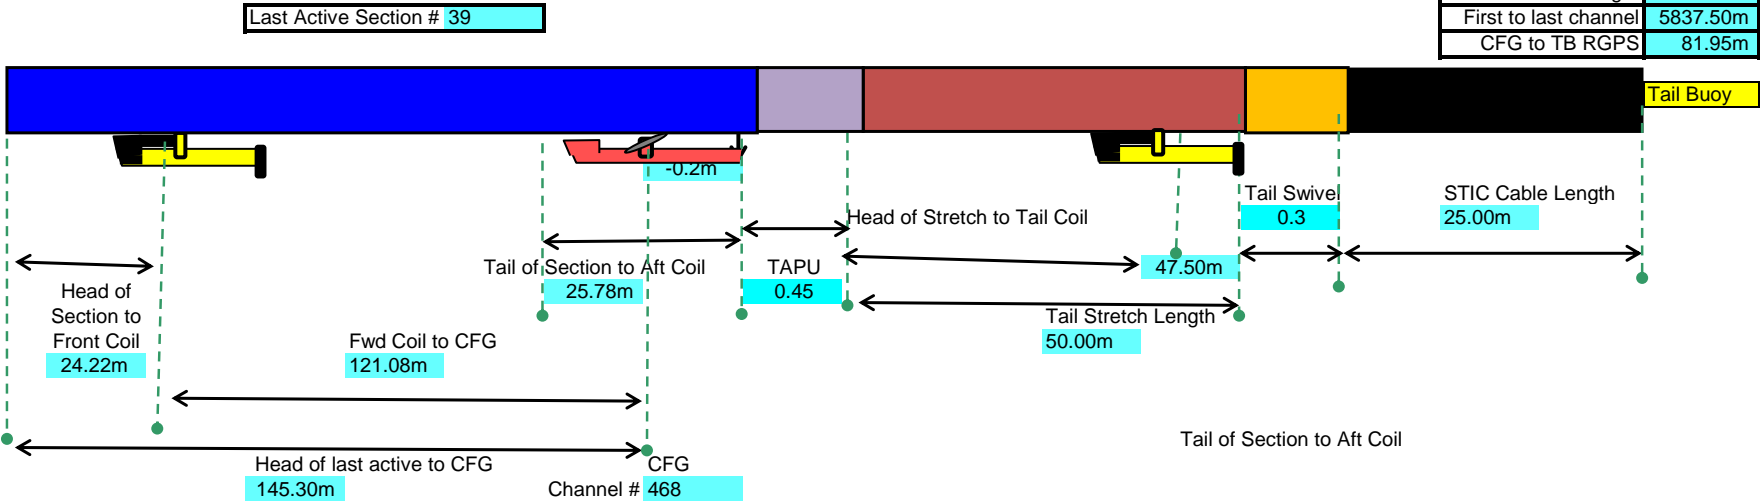 Last Active Section # 39
First to last channel 5837.50m
CFG to TB RGPS 81.95m
Tail Buoy
-0.2m
Tail Swivel
0.3
STIC Cable Length
25.00m
Head of Stretch to Tail Coil
47.50m
Tail of Section to Aft Coil
25.78m
TAPU
0.45
Head of
Section to
Front Coil
24.22m
Fwd Coil to CFG
121.08m
Tail Stretch Length
50.00m
Tail of Section to Aft Coil
Head of last active to CFG
145.30m
CFG
Channel # 468